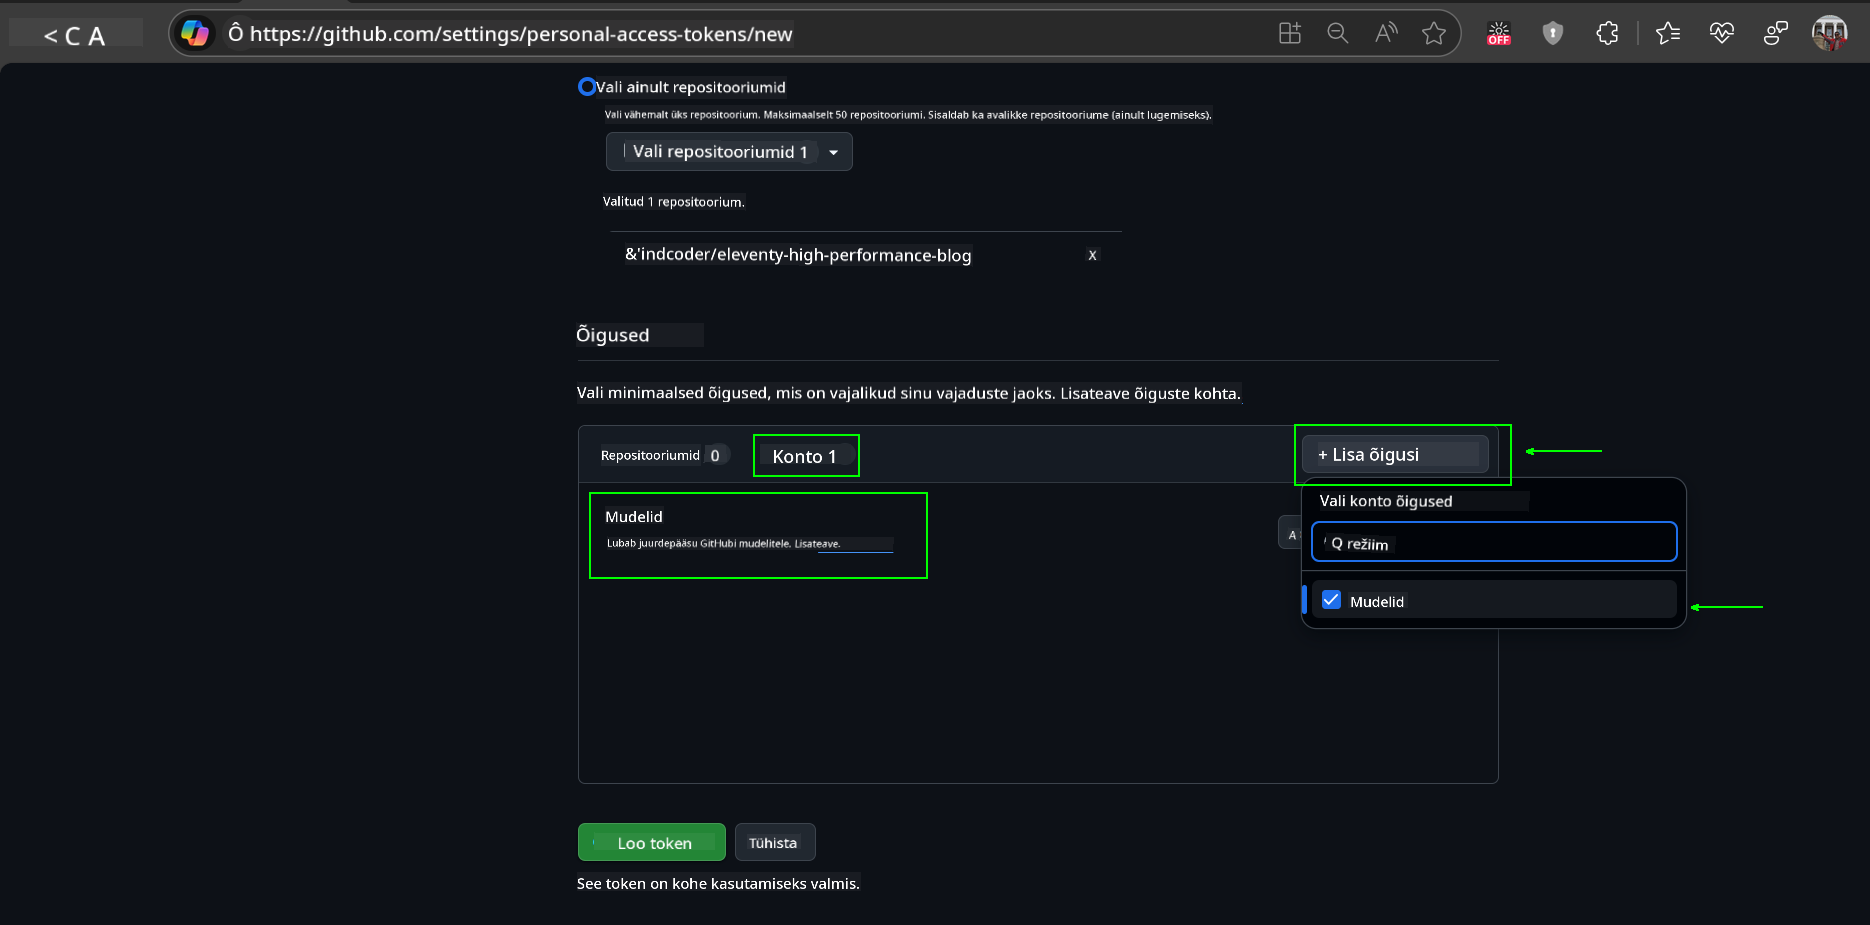 < C A
Ô https://github.com/settings/personal-access-tokens/new
OFF
Vali ainult repositooriumid
Vali vähemalt üks repositoorium. Maksimaalselt 50 repositooriumi. Sisaldab ka avalikke repositooriume (ainult lugemiseks).
Vali repositooriumid 1
Valitud 1 repositoorium.
&'indcoder/eleventy-high-performance-blog
X
Õigused
Vali minimaalsed õigused, mis on vajalikud sinu vajaduste jaoks. Lisateave õiguste kohta.
Repositooriumid 0
Konto 1
+ Lisa õigusi
Vali konto õigused
Mudelid
Lubab juurdepääsu GitHubi mudelitele. Lisateave.
A
Q režiim
Mudelid
Loo token
Tühista
See token on kohe kasutamiseks valmis.